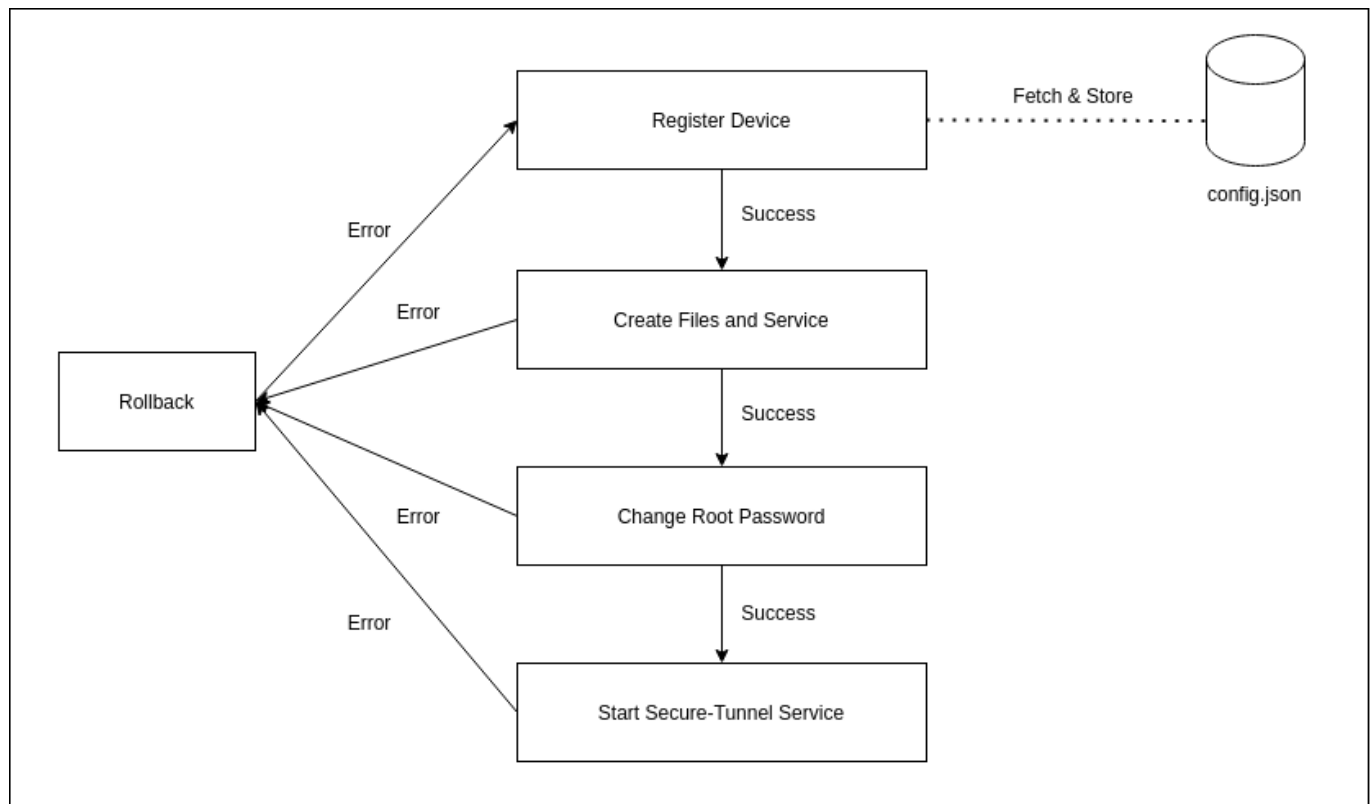 Fetch & Store
Register Device
config.json
Success
Error
Error
Create Files and Service
Rollback
Success
Error
Change Root Password
Success
Error
Start Secure-Tunnel Service